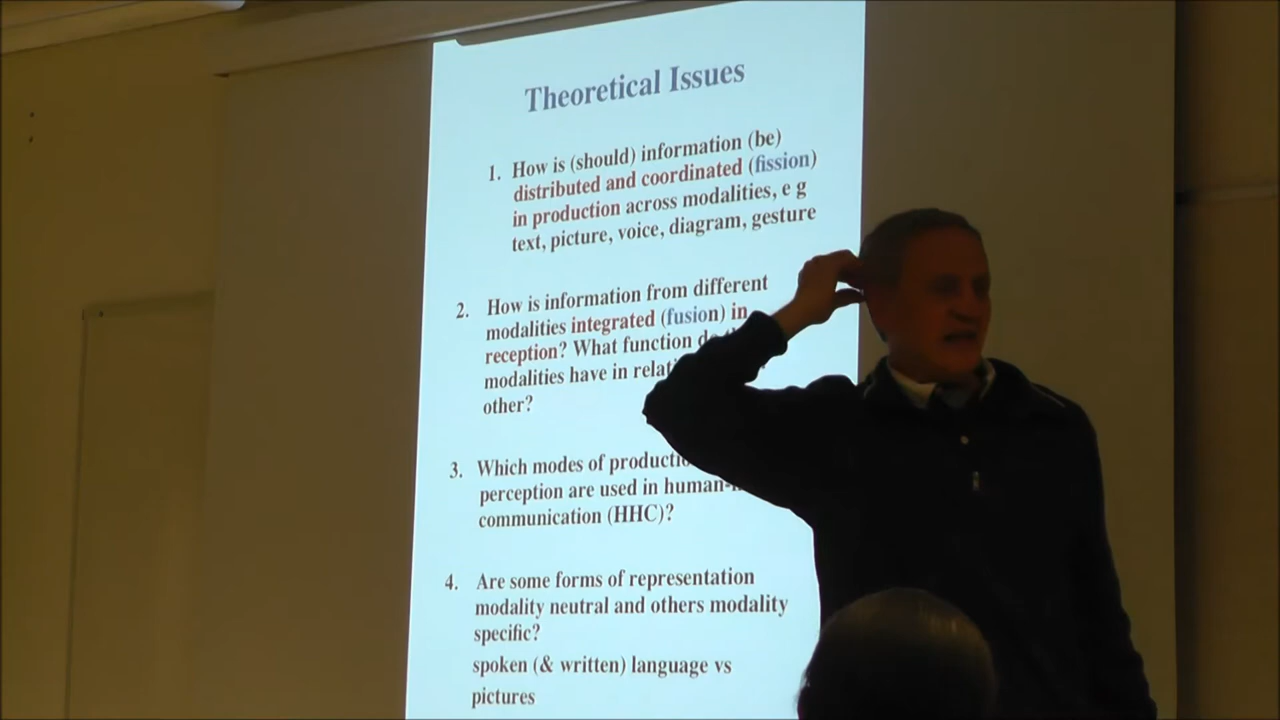 Theoretical Issues
1. How is (should) information (be)
distributed and coordinated (fission)
in production across modalities, e g
text, picture, voice, diagram, gesture
2. How is information from different
modalities integrated (fusion) in
reception? What function
modalities have in
other?
3. Which modes of
perception are used in
communication (HHC)?
4. Are some forms of representation
modality neutral and others modality
specific?
spoken (& written) language vs
pictures